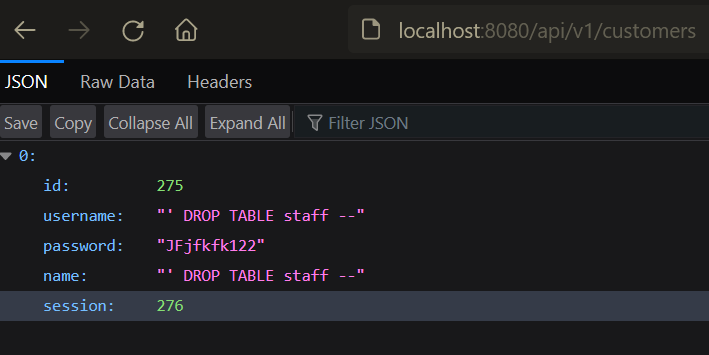 localhost:8080/api/v1/customers
JSON Raw Data Headers
Save Copy Collapse All Expand All Filter JSON
0:
id: 275
username: "' DROP TABLE staff --"
password: "JFjfkfk122"
name: "' DROP TABLE staff --"
session: 276